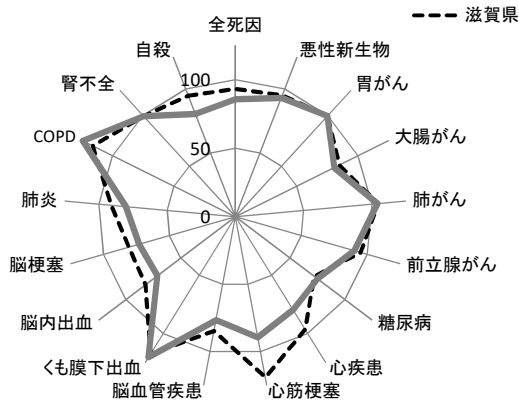 滋賀県
全死因
自殺
悪性新生物
腎不全
100
胃がん
COPD
大腸がん
50
肺炎
0
肺がん
脳梗塞
前立腺がん
脳内出血
糖尿病
くも膜下出血
心疾患
脳血管疾患
心筋梗塞